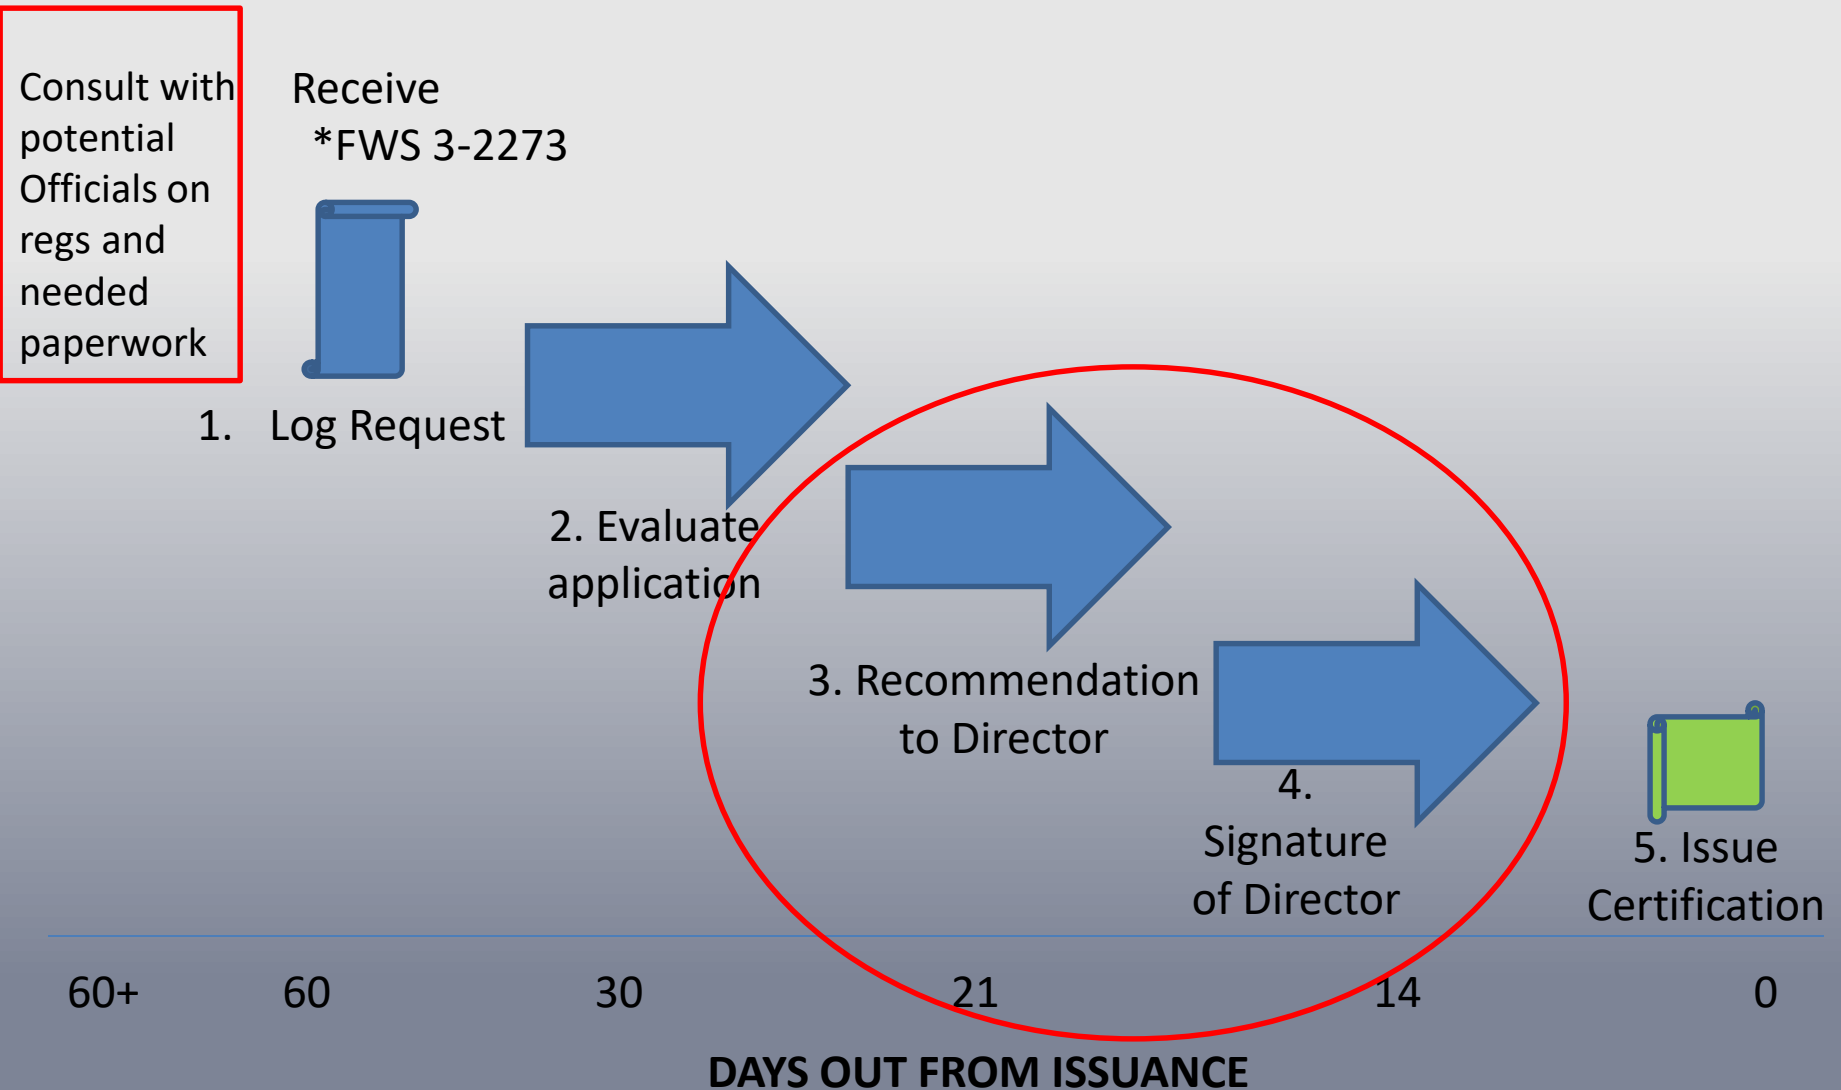 Consult with
potential
Officials on
regs and
needed
paperwork
Receive
*FWS 3-2273
1. Log Request
2. Evaluate
application
3. Recommendation
to Director
4.
Signature
of Director
5. Issue
Certification
60+ 60 30 21 14 0
DAYS OUT FROM ISSUANCE